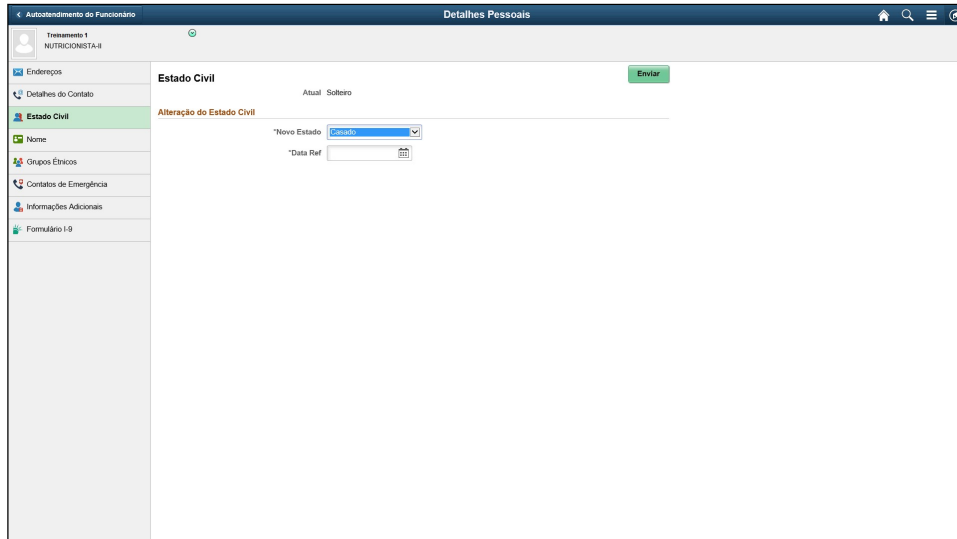 Autoatendimento do Funcionário
Detalhes Pessoais
Treinamento 1
NUTRICIONISTA-II
Endereços
Detalhes do Contato
Estado Civil
Nome
Grupos Étnicos
Contatos de Emergência
Informações Adicionais
Formulário I-9
Estado Civil
Enviar
Atual Solteiro
Alteração do Estado Civil
*Novo Estado Casado
*Data Ref